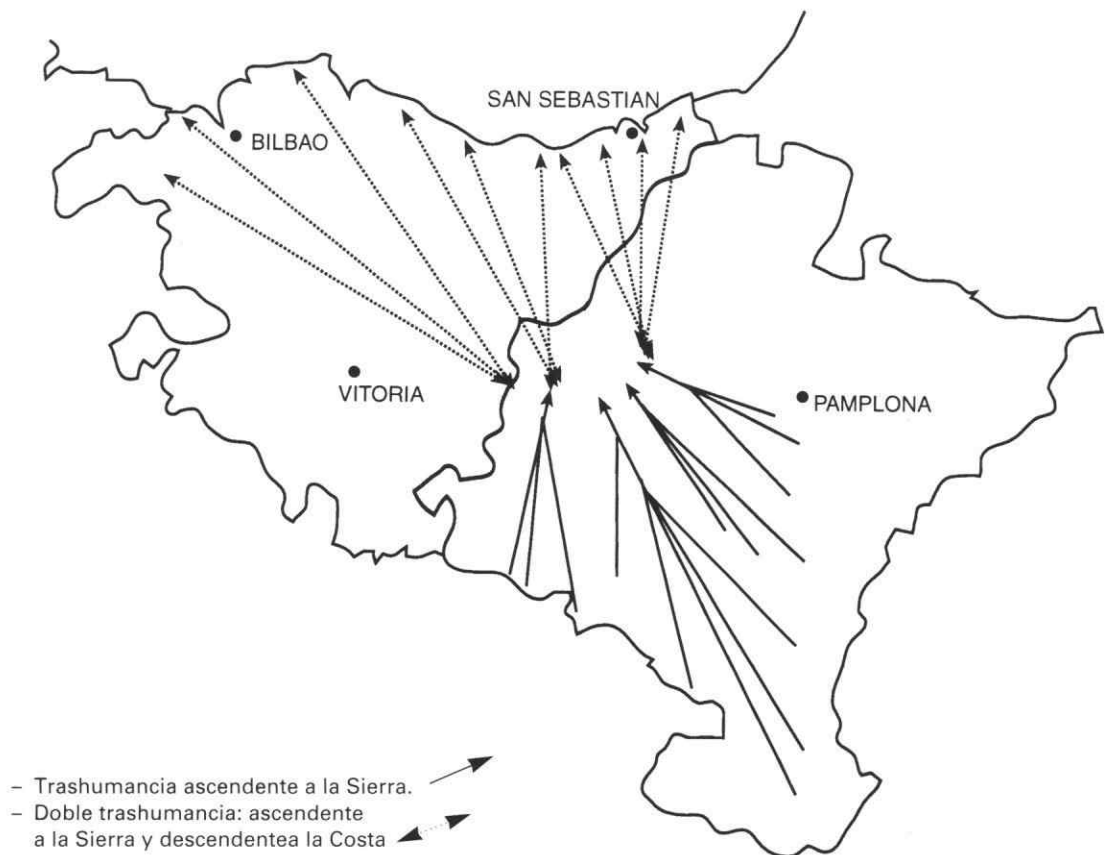 SAN SEBASTIAN
BILBAO
VITORIA
PAMPLONA
– Trashumancia ascendente a la Sierra.
– Doble trashumancia: ascendente
a la Sierra y descendentea la Costa